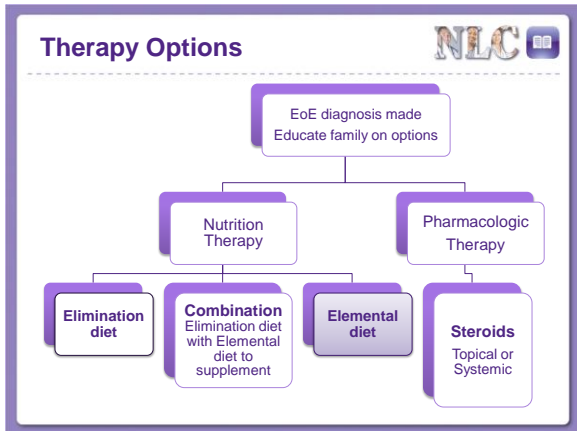 Therapy Options
NLC
EoE diagnosis made
Educate family on options
Nutrition
Therapy
Pharmacologic
Therapy
Elimination
diet
Combination
Elimination diet
with Elemental
diet to
supplement
Elemental
diet
Steroids
Topical or
Systemic